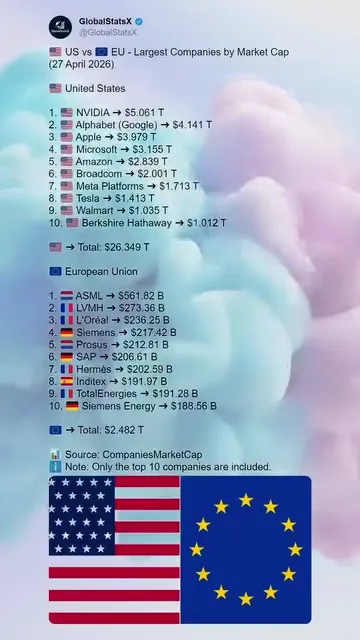 GlobalStatsX
@GlobalStatsX
🇺🇸 US vs 🇪🇺 EU - Largest Companies by Market Cap
(27 April 2026)
🇺🇸 United States
1. 🇺🇸 NVIDIA → $5.061 T
2. 🇺🇸 Alphabet (Google) → $4.141 T
3. 🇺🇸 Apple → $3.979 T
4. 🇺🇸 Microsoft → $3.155 T
5. 🇺🇸 Amazon → $2.839 T
6. 🇺🇸 Broadcom → $2.001 T
7. 🇺🇸 Meta Platforms → $1.713 T
8. 🇺🇸 Tesla → $1.413 T
9. 🇺🇸 Walmart → $1.035 T
10. 🇺🇸 Berkshire Hathaway → $1.012 T
🇺🇸 → Total: $26.349 T
🇪🇺 European Union
1. 🇳🇱 ASML → $561.82 B
2. 🇫🇷 LVMH → $273.36 B
3. 🇫🇷 L'Oréal → $236.25 B
4. 🇩🇪 Siemens → $217.42 B
5. 🇳🇱 Prosus → $212.81 B
6. 🇩🇪 SAP → $206.61 B
7. 🇫🇷 Hermès → $202.59 B
8. 🇪🇸 Inditex → $191.97 B
9. 🇫🇷 TotalEnergies → $191.28 B
10. 🇩🇪 Siemens Energy → $188.56 B
🇪🇺 → Total: $2.482 T
📊 Source: CompaniesMarketCap
ℹ️ Note: Only the top 10 companies are included.